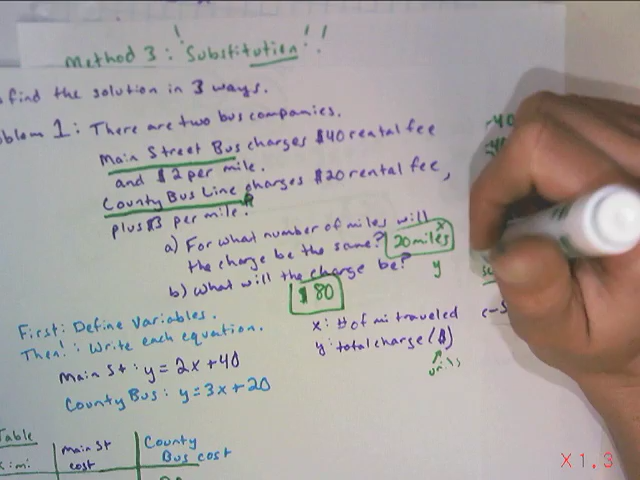 Method 3: Substitution!!
find the solution in 3 ways.
Problem 1: There are two bus companies.
Main Street Bus charges $40 rental fee
and $2 per mile.
County Bus Line charges $20 rental fee,
plus $3 per mile.
a) For what number of miles will
the charge be the same? 20 miles
x
b) What will the charge be? y
$80
-40
First: Define Variables.
Then!: Write each equation.
x: # of mi traveled
y: total charge ($)
units
Main St: y = 2x + 40
County Bus: y = 3x + 20
Table
x: mi
Main St
cost
County
Bus cost
X1.3